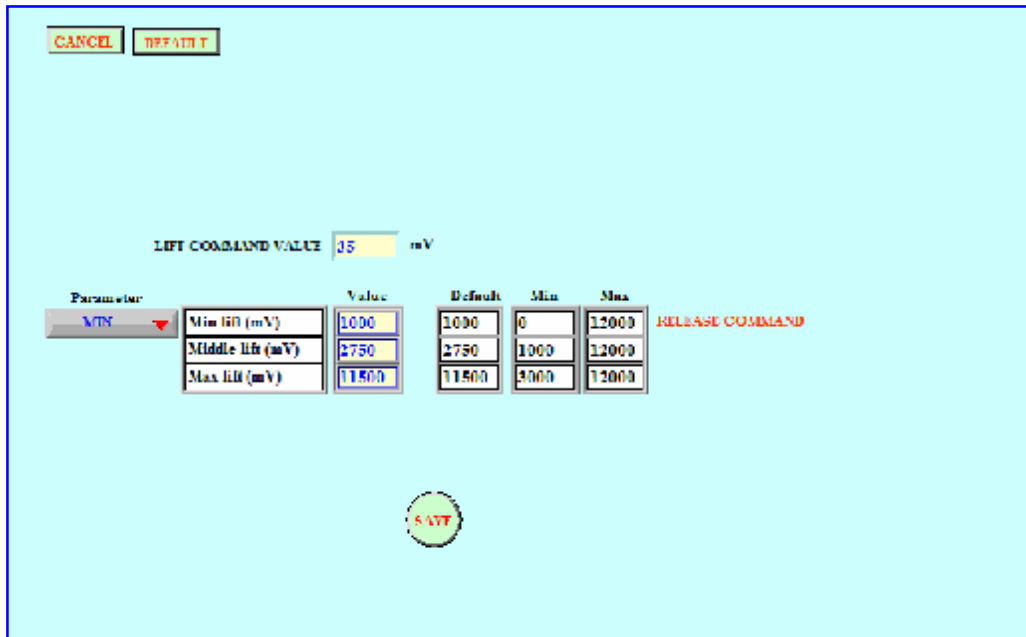 CANCEL DEFAULT
LIFT COMMAND VALUE 35 mV
Parameter Value Default Min Max
MIN Min lift (mV) 1000 1000 0 12000 RELEASE COMMAND
Middle lift (mV) 2750 2750 1000 12000
Max lift (mV) 11500 11500 3000 12000
SAVE